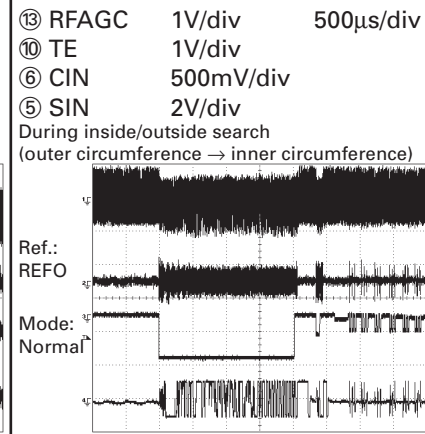 ⑬ RFAGC 1V/div 500µs/div
⑩ TE 1V/div
⑥ CIN 500mV/div
⑤ SIN 2V/div
During inside/outside search
(outer circumference → inner circumference)
Ref.:
REFO
Mode:
Normal